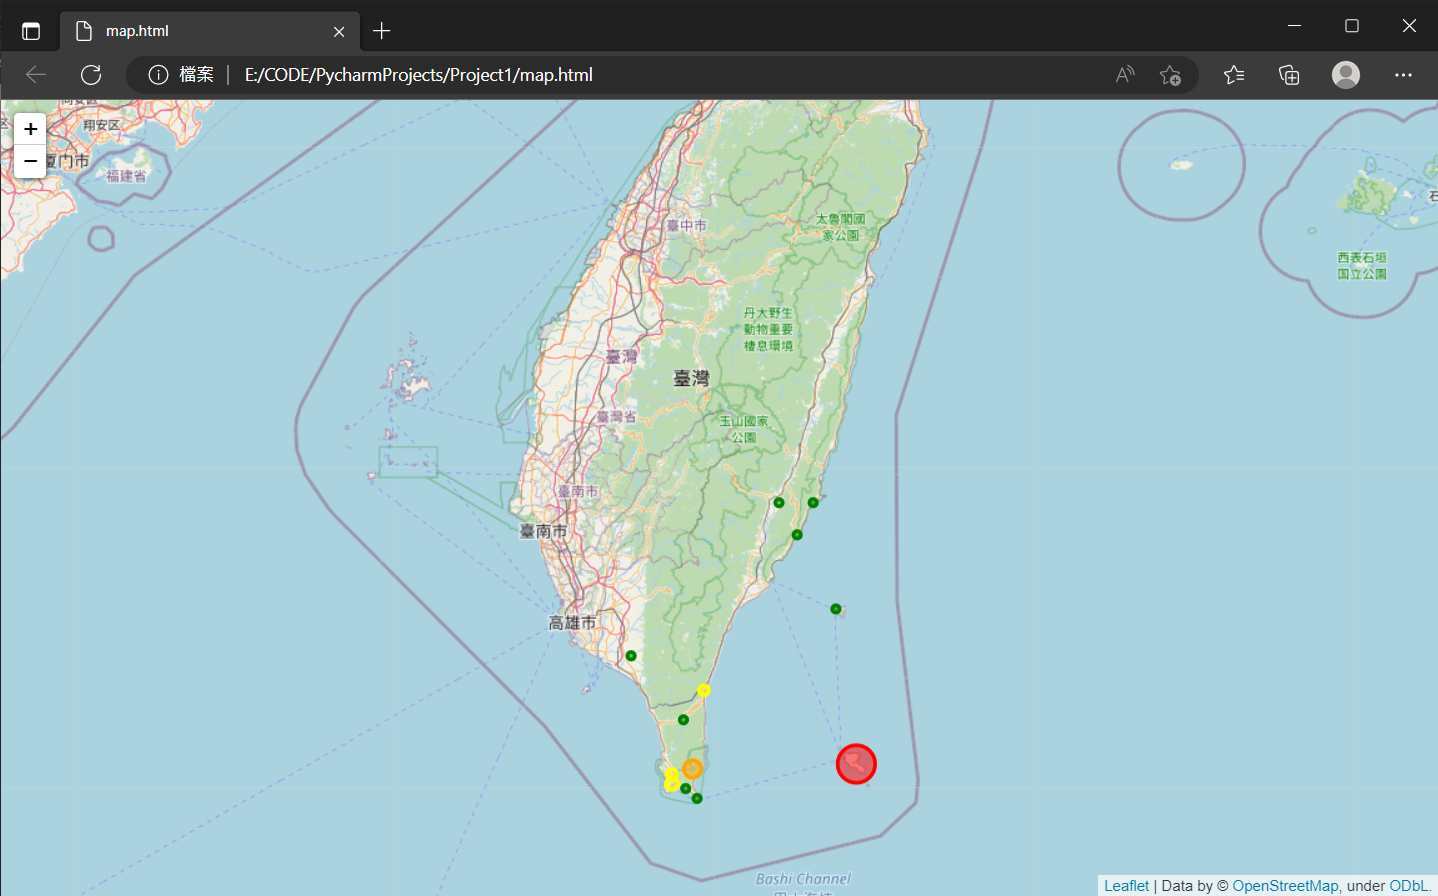 map.html
檔案
E:/CODE/PycharmProjects/Project1/map.html
翔安区
厦门市
福建省
+
−
臺中市
太魯閣國
家公園
西表石垣
国立公園
丹大野生
動物重要
棲息環境
臺灣
臺灣
臺灣省
玉山國家
公園
臺南市
臺南市
高雄市
Bashi Channel
Leaflet | Data by © OpenStreetMap, under ODbL.